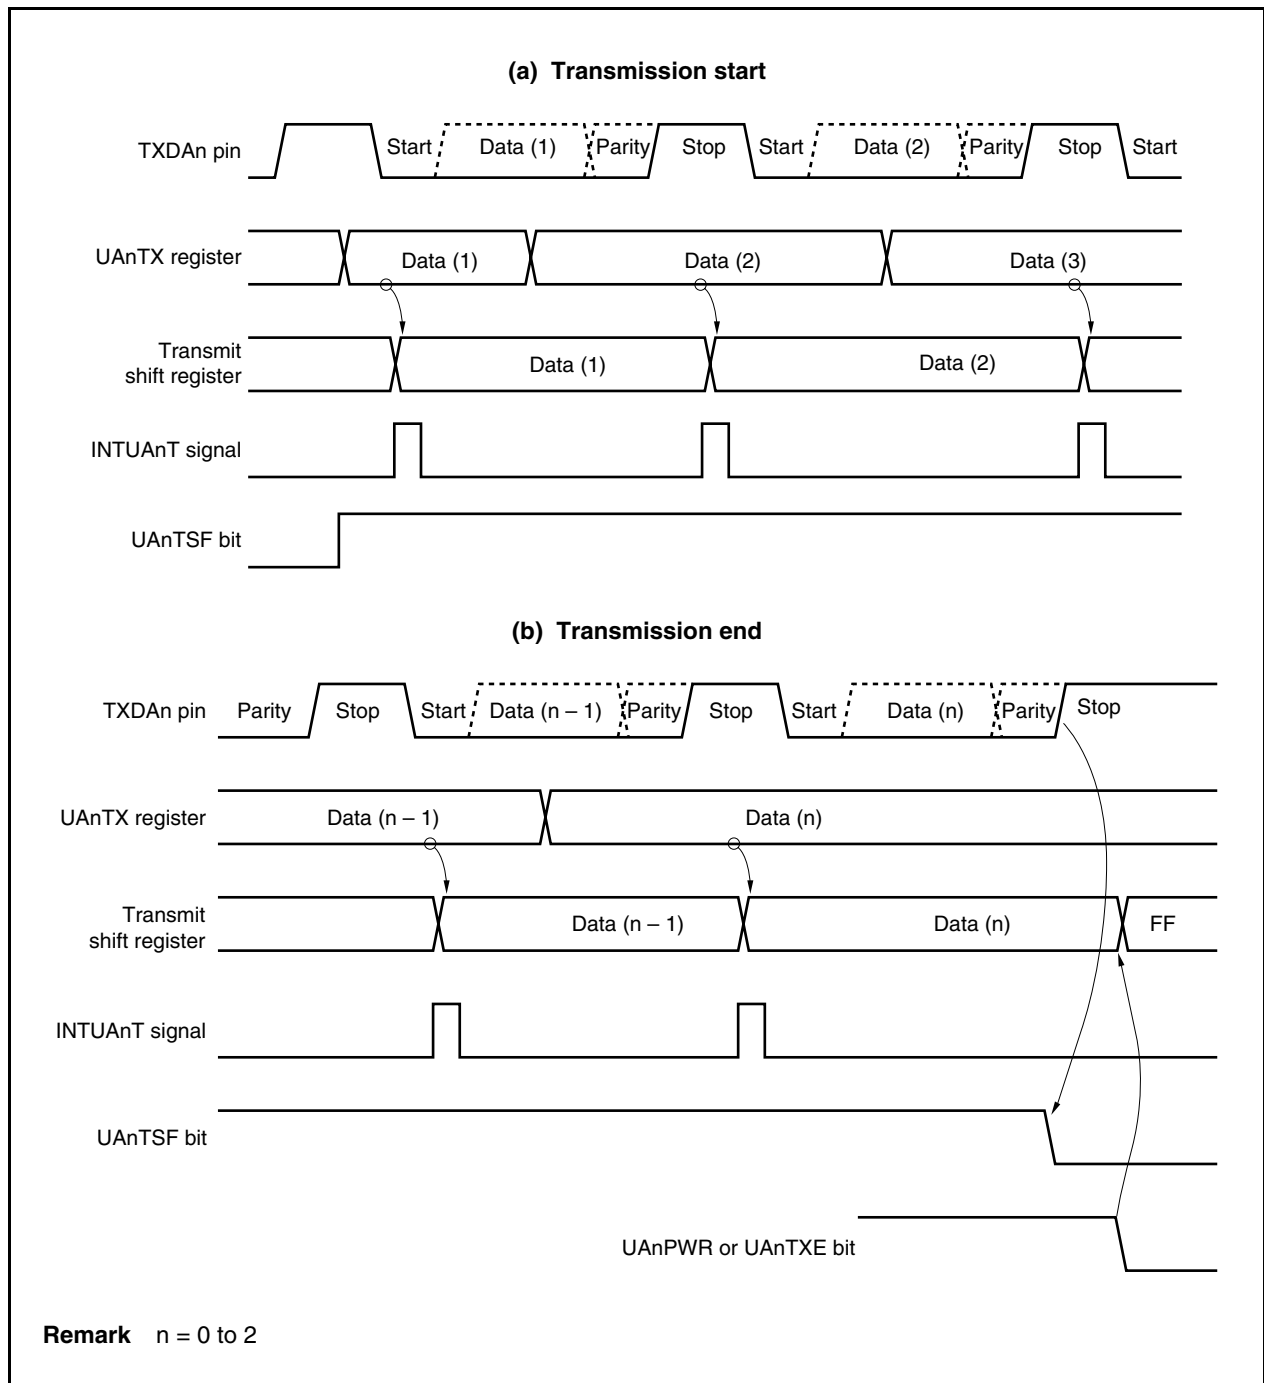 (a) Transmission start
TXDAn pin Start Data (1) Parity Stop Start Data (2) Parity Stop Start
UAnTX register Data (1) Data (2) Data (3)
Transmit
shift register Data (1) Data (2)
INTUAnT signal
UAnTSF bit
(b) Transmission end
TXDAn pin Parity Stop Start Data (n – 1) Parity Stop Start Data (n) Parity Stop
UAnTX register Data (n – 1) Data (n)
Transmit
shift register Data (n – 1) Data (n) FF
INTUAnT signal
UAnTSF bit
UAnPWR or UAnTXE bit
Remark n = 0 to 2